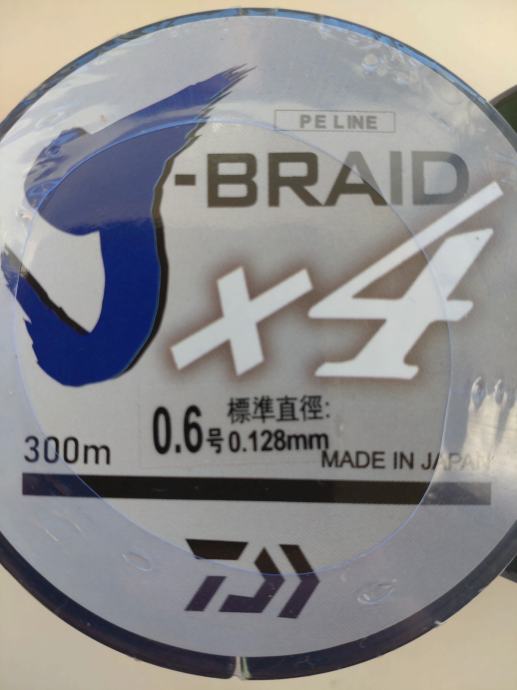 PE LINE
J-BRAID
x4
標準直徑:
0.6号 0.128mm
300m
MADE IN JAPAN